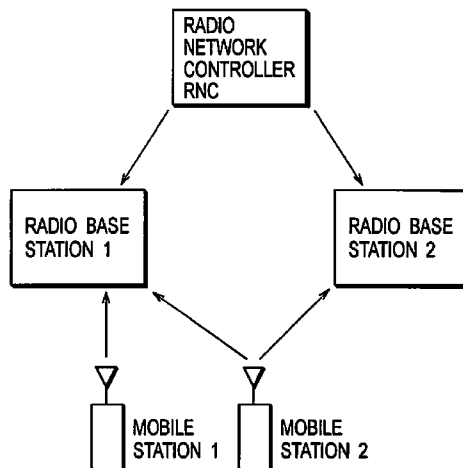 RADIO
NETWORK
CONTROLLER
RNC
RADIO BASE
STATION 1
RADIO BASE
STATION 2
MOBILE
STATION 1
MOBILE
STATION 2